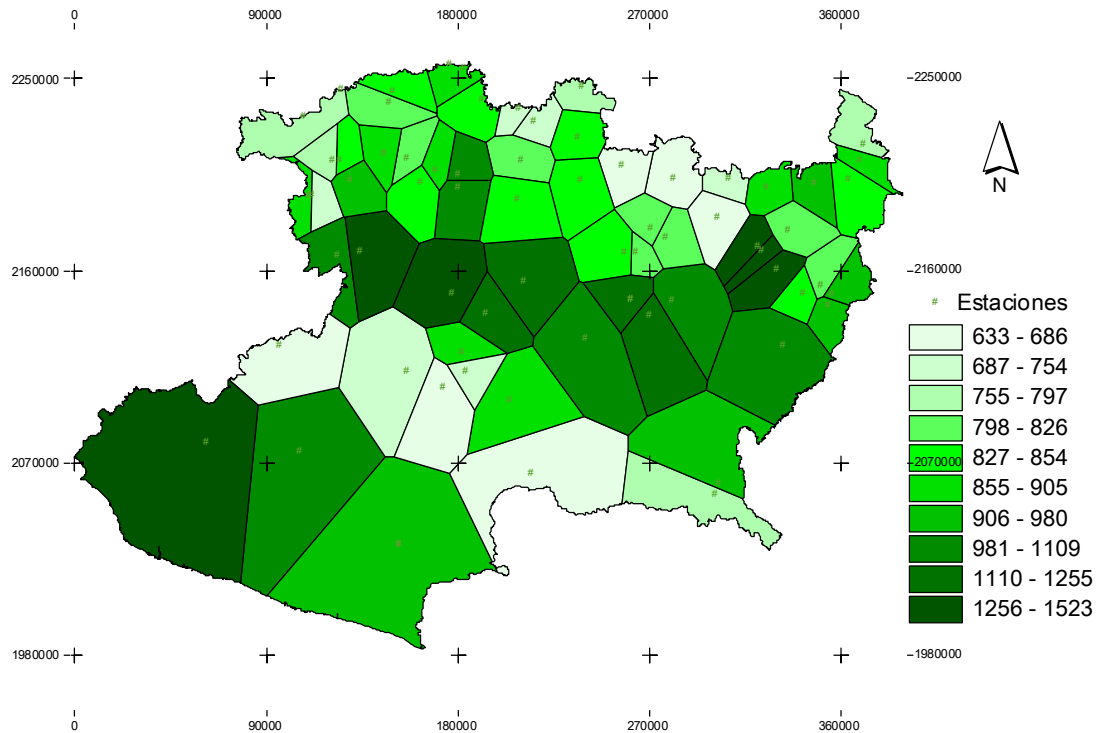 0 90000 180000 270000 360000
2250000 2250000
N
2160000 2160000
# Estaciones
633 - 686
687 - 754
755 - 797
798 - 826
2070000 2070000 827 - 854
855 - 905
906 - 980
981 - 1109
1110 - 1255
1256 - 1523
1980000 1980000
0 90000 180000 270000 360000